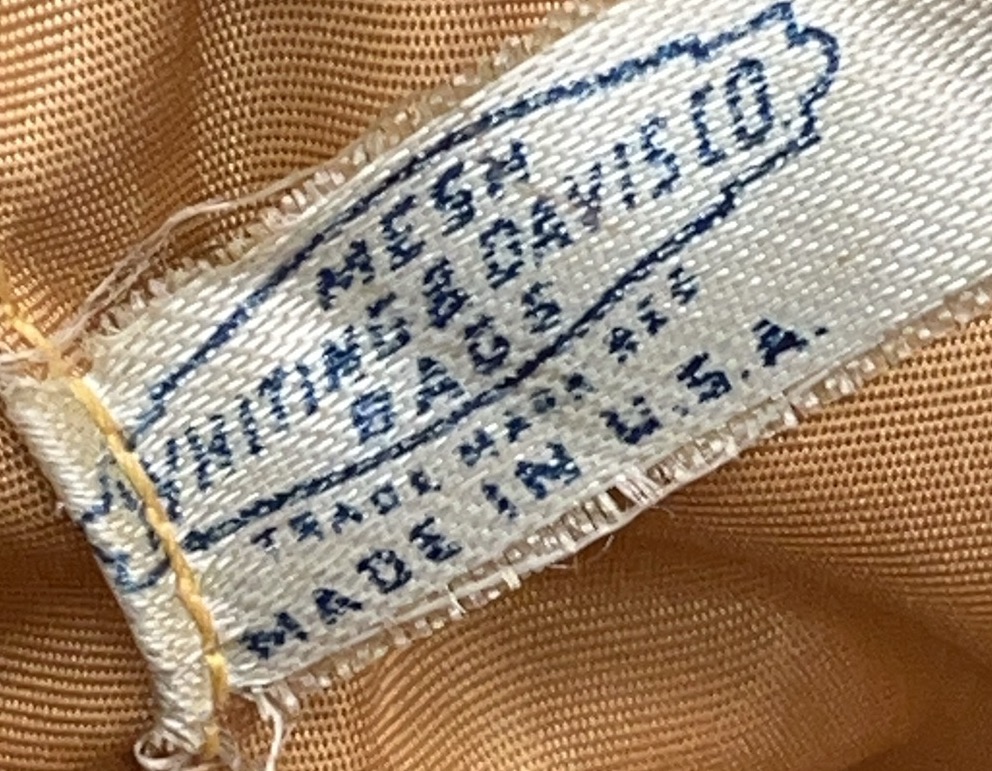 MESH
WHITING & DAVIS CO
BAGS
TRADE MARK REG
MADE IN U.S.A.